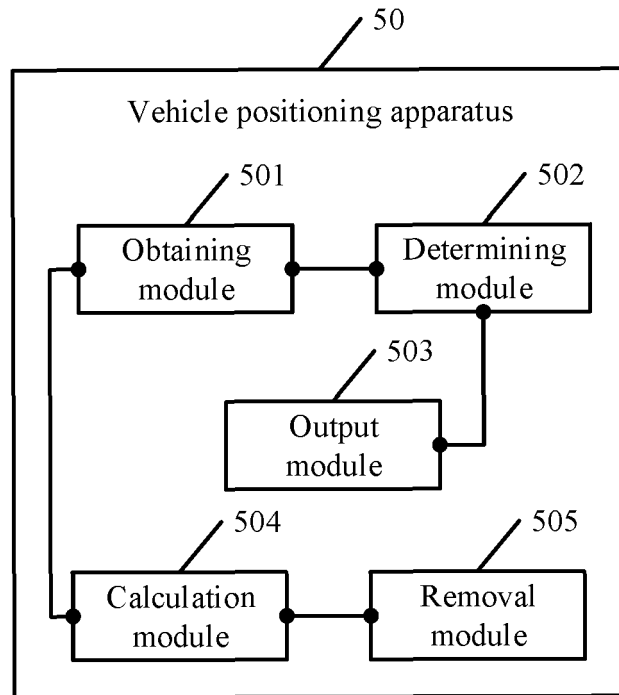 50
Vehicle positioning apparatus
501
502
Obtaining
module
Determining
module
503
Output
module
504
505
Calculation
module
Removal
module